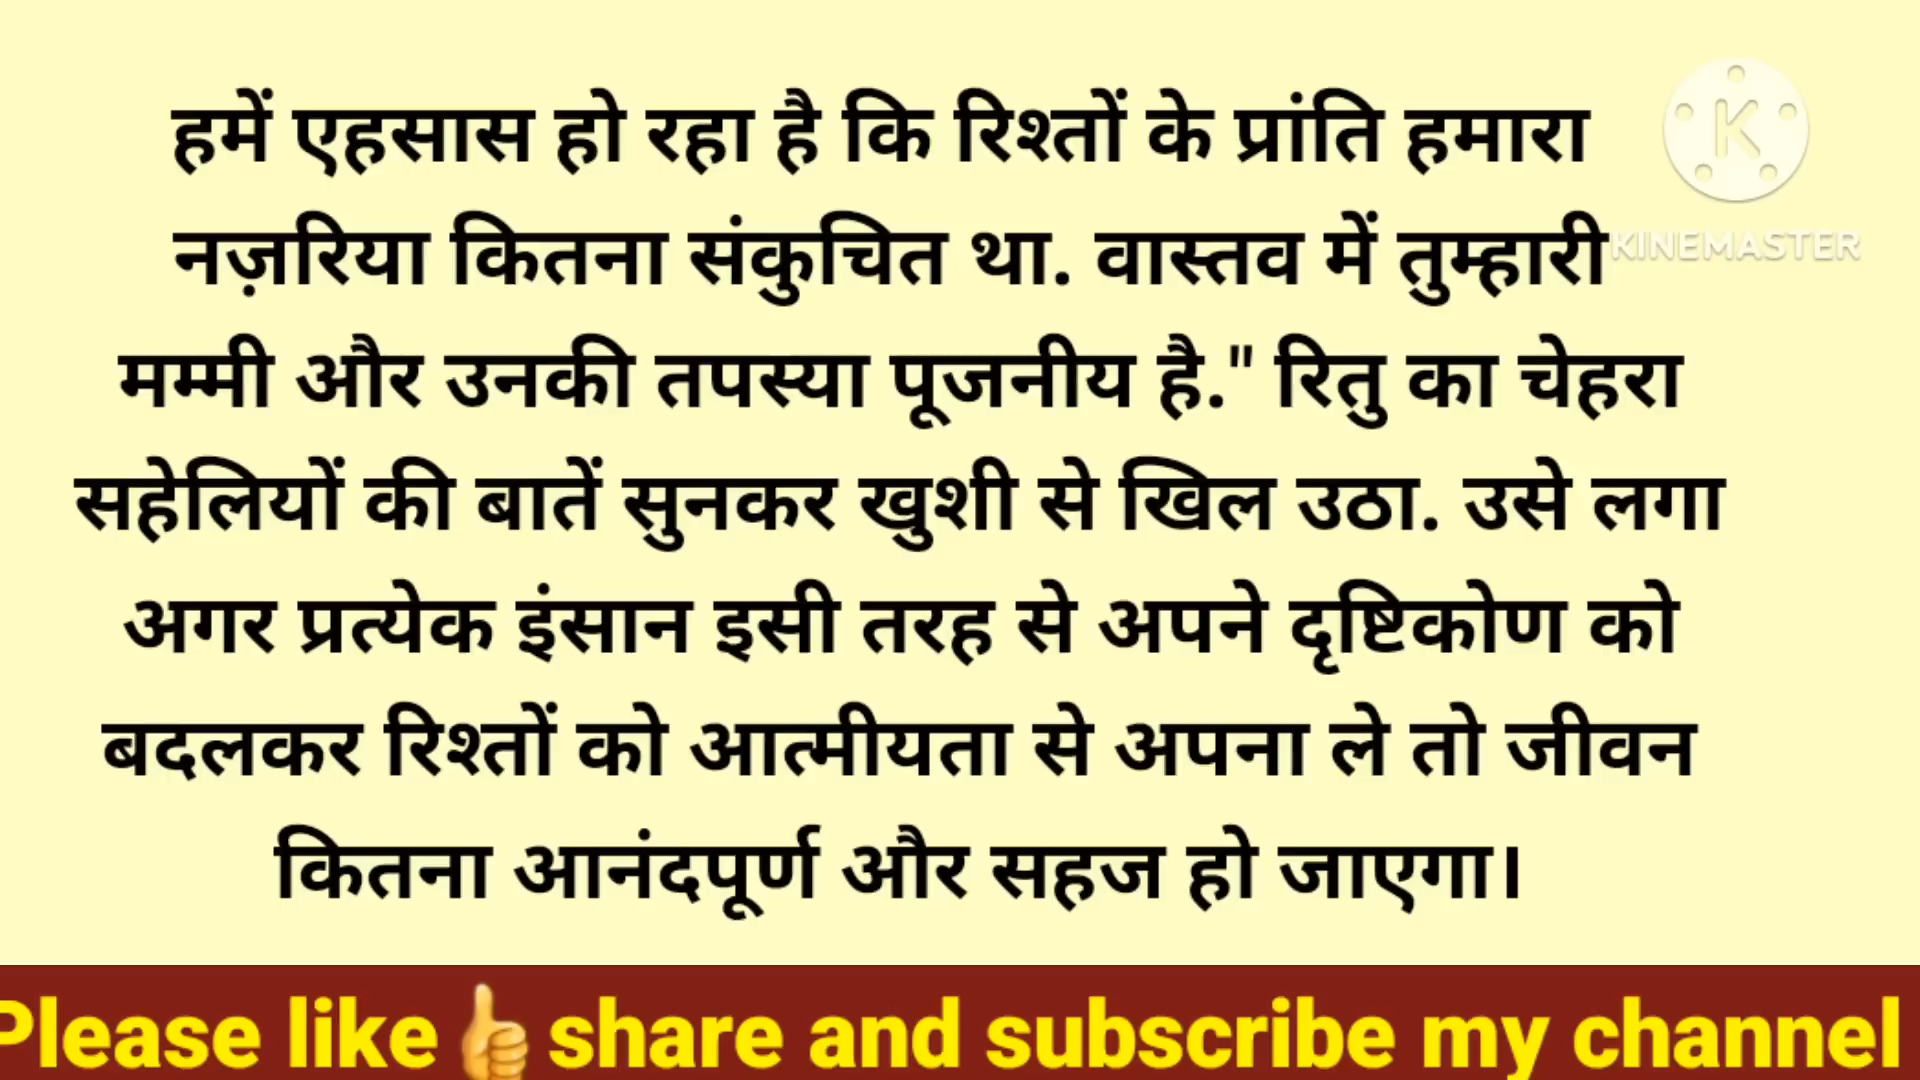 हमें एहसास हो रहा है कि रिश्तों के प्रांति हमारा
नज़रिया कितना संकुचित था. वास्तव में तुम्हारी
मम्मी और उनकी तपस्या पूजनीय है." रितु का चेहरा
सहेलियों की बातें सुनकर खुशी से खिल उठा. उसे लगा
अगर प्रत्येक इंसान इसी तरह से अपने दृष्टिकोण को
बदलकर रिश्तों को आत्मीयता से अपना ले तो जीवन
कितना आनंदपूर्ण और सहज हो जाएगा।
K
KINEMASTER
Please like👍share and subscribe my channel